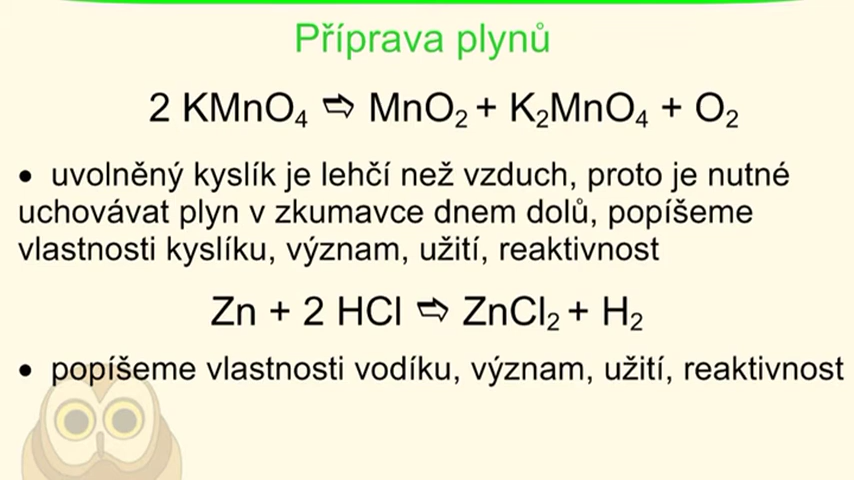 Příprava plynů
2 KMnO₄ ⇨ MnO₂ + K₂MnO₄ + O₂
• uvolněný kyslík je lehčí než vzduch, proto je nutné
uchovávat plyn v zkumavce dnem dolů, popíšeme
vlastnosti kyslíku, význam, užití, reaktivnost
Zn + 2 HCl ⇨ ZnCl₂ + H₂
• popíšeme vlastnosti vodíku, význam, užití, reaktivnost